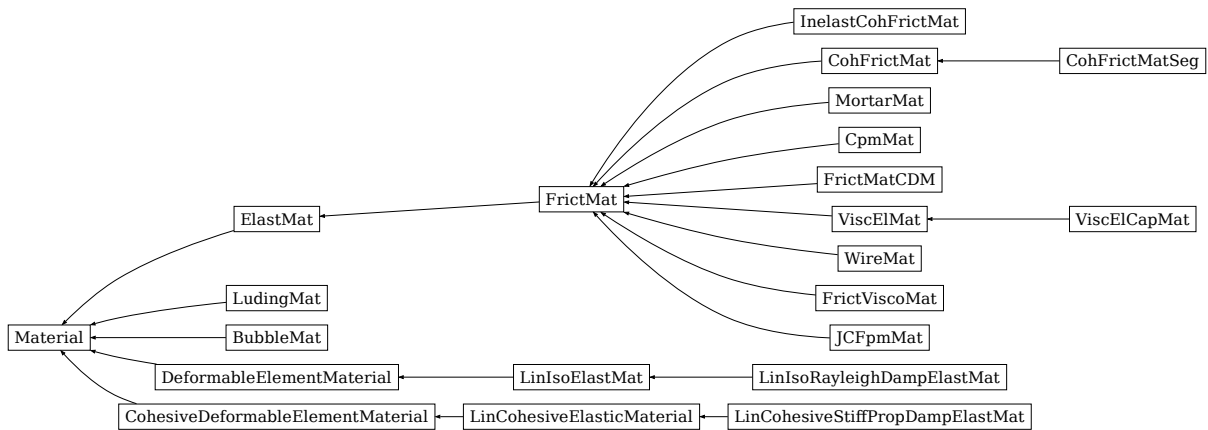 InelastCohFrictMat
CohFrictMat
CohFrictMatSeg
MortarMat
CpmMat
FrictMatCDM
FrictMat
ElastMat
ViscElMat
ViscElCapMat
WireMat
LudingMat
FrictViscoMat
Material
BubbleMat
JCFpmMat
DeformableElementMaterial
LinIsoElastMat
LinIsoRayleighDampElastMat
CohesiveDeformableElementMaterial
LinCohesiveElasticMaterial
LinCohesiveStiffPropDampElastMat